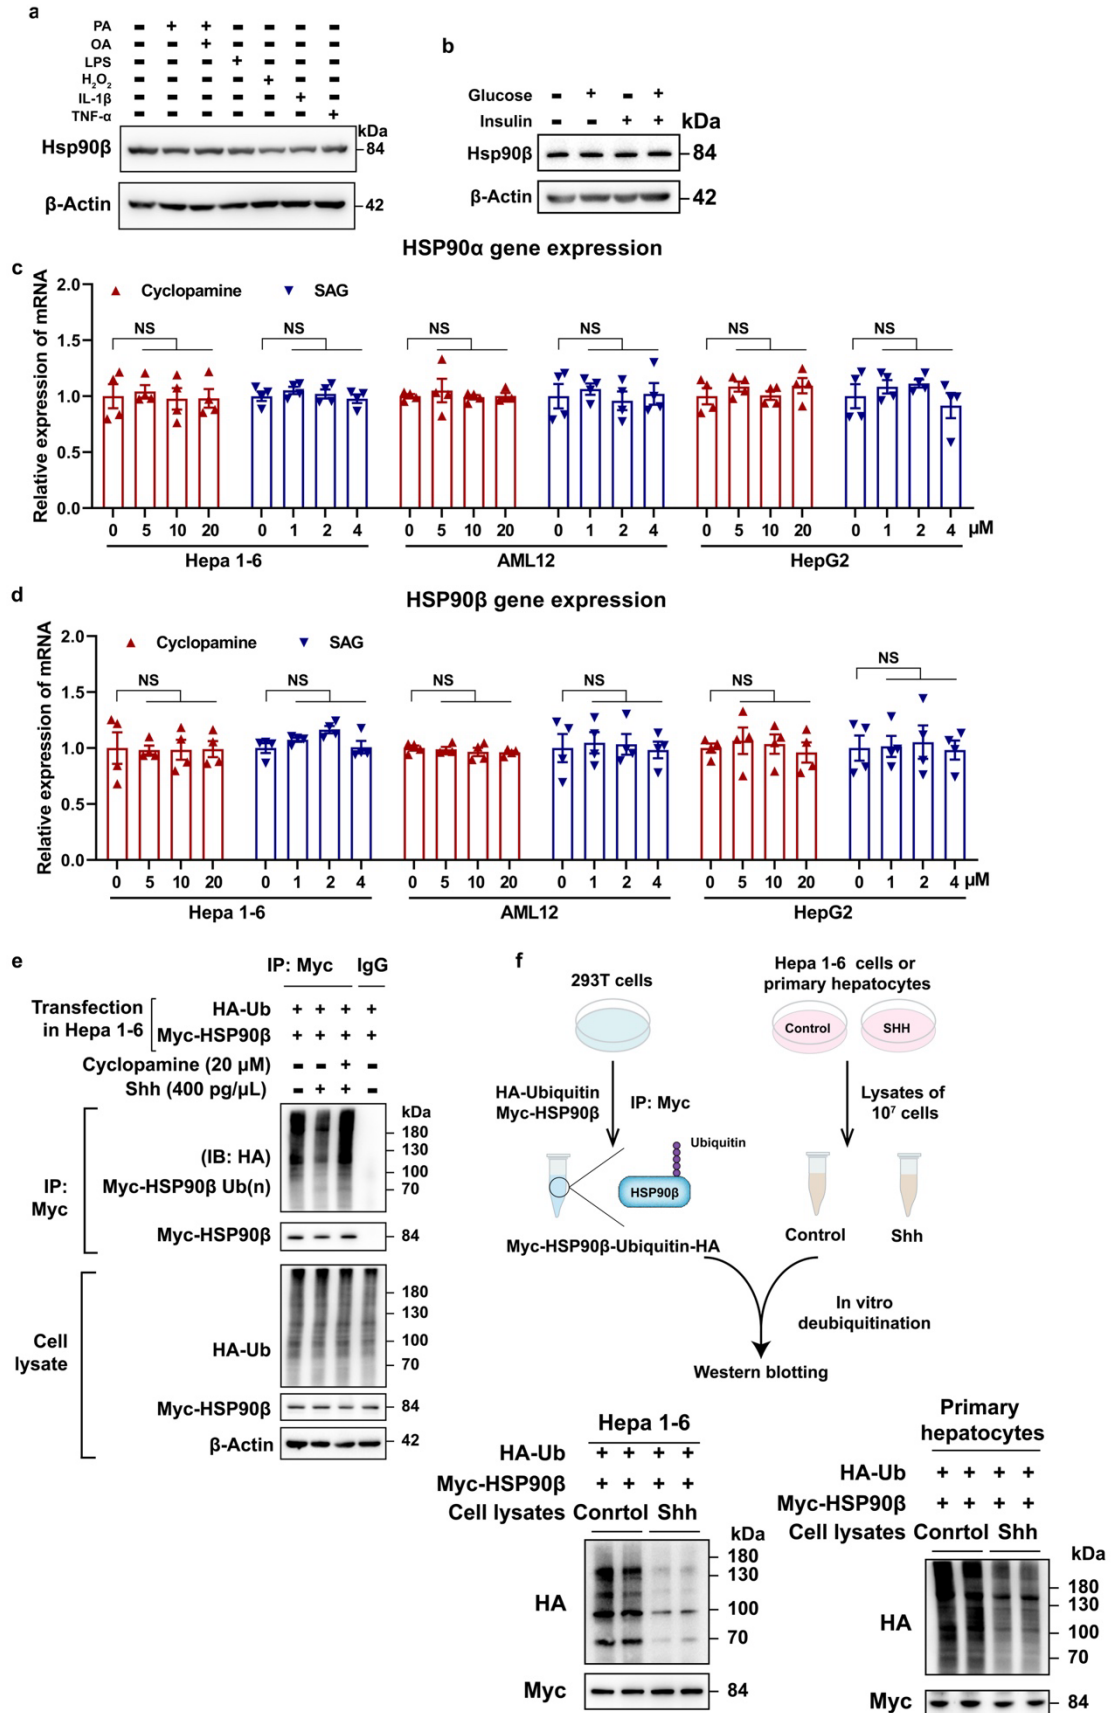 a
PA - + + - - - -
OA - - + - - - -
LPS - - - + - - -
H₂O₂ - - - - + - -
IL-1β - - - - - + -
TNF-α - - - - - - +
kDa
Hsp90β 84
β-Actin 42
b
Glucose - + - +
Insulin - - + + kDa
Hsp90β 84
β-Actin 42
HSP90α gene expression
c
Relative expression of mRNA
2.0
1.5
1.0
0.5
0.0
Cyclopamine SAG
NS NS NS NS NS NS
0 5 10 20 0 1 2 4 0 5 10 20 0 1 2 4 0 5 10 20 0 1 2 4 μM
Hepa 1-6 AML12 HepG2
d
HSP90β gene expression
Relative expression of mRNA
2.0
1.5
1.0
0.5
0.0
Cyclopamine SAG
NS NS NS NS NS NS
0 5 10 20 0 1 2 4 0 5 10 20 0 1 2 4 0 5 10 20 0 1 2 4 μM
Hepa 1-6 AML12 HepG2
e
IP: Myc IgG
Transfection
in Hepa 1-6
HA-Ub + + + +
Myc-HSP90β + + + +
Cyclopamine (20 μM) - - + -
Shh (400 pg/μL) - + + -
kDa
180
130
100
70
IP:
Myc
(IB: HA)
Myc-HSP90β Ub(n)
Myc-HSP90β 84
Cell
lysate
HA-Ub
180
130
100
70
Myc-HSP90β 84
β-Actin 42
f
293T cells
Hepa 1-6 cells or
primary hepatocytes
Control SHH
HA-Ubiquitin
Myc-HSP90β
IP: Myc
Lysates of
10⁷ cells
Ubiquitin
HSP90β
Myc-HSP90β-Ubiquitin-HA
Control Shh
In vitro
deubiquitination
Western blotting
Hepa 1-6
HA-Ub + + + +
Myc-HSP90β + + + +
Cell lysates Conrtol Shh
kDa
180
130
100
70
HA
Myc 84
Primary
hepatocytes
HA-Ub + + + +
Myc-HSP90β + + + +
Cell lysates Conrtol Shh
kDa
180
130
100
70
HA
Myc 84